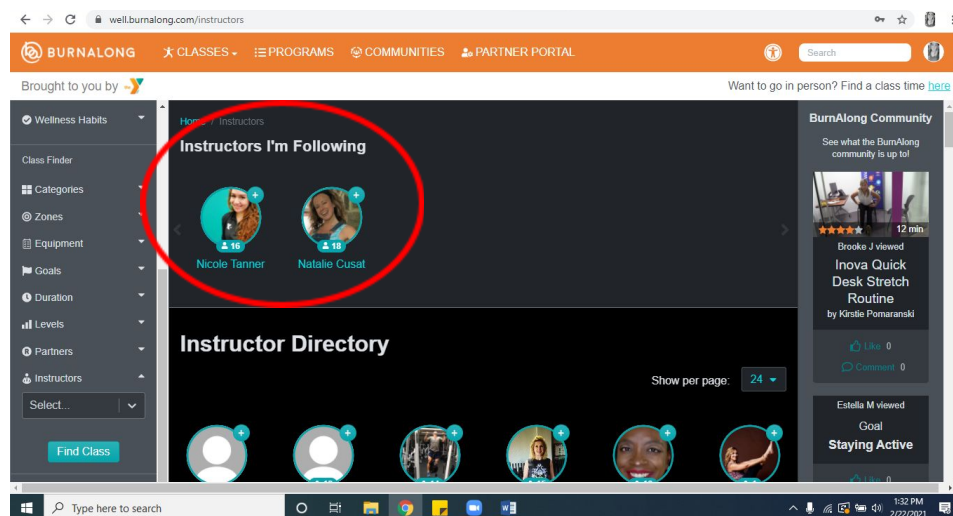 well.burnalong.com/instructors
BURNALONG
CLASSES
PROGRAMS
COMMUNITIES
PARTNER PORTAL
Search
Brought to you by
Want to go in person? Find a class time here
Wellness Habits
Class Finder
Categories
Zones
Equipment
Goals
Duration
Levels
Partners
Instructors
Select...
Find Class
Home / Instructors
Instructors I'm Following
16
18
Nicole Tanner
Natalie Cusat
Instructor Directory
Show per page: 24
BurnAlong Community
See what the BurnAlong
community is up to!
12 min
Brooke J viewed
Inova Quick
Desk Stretch
Routine
by Kirstie Pomaranski
Like 0
Comment 0
Estella M viewed
Goal
Staying Active
Like 0
Type here to search
1:32 PM
2/22/2021